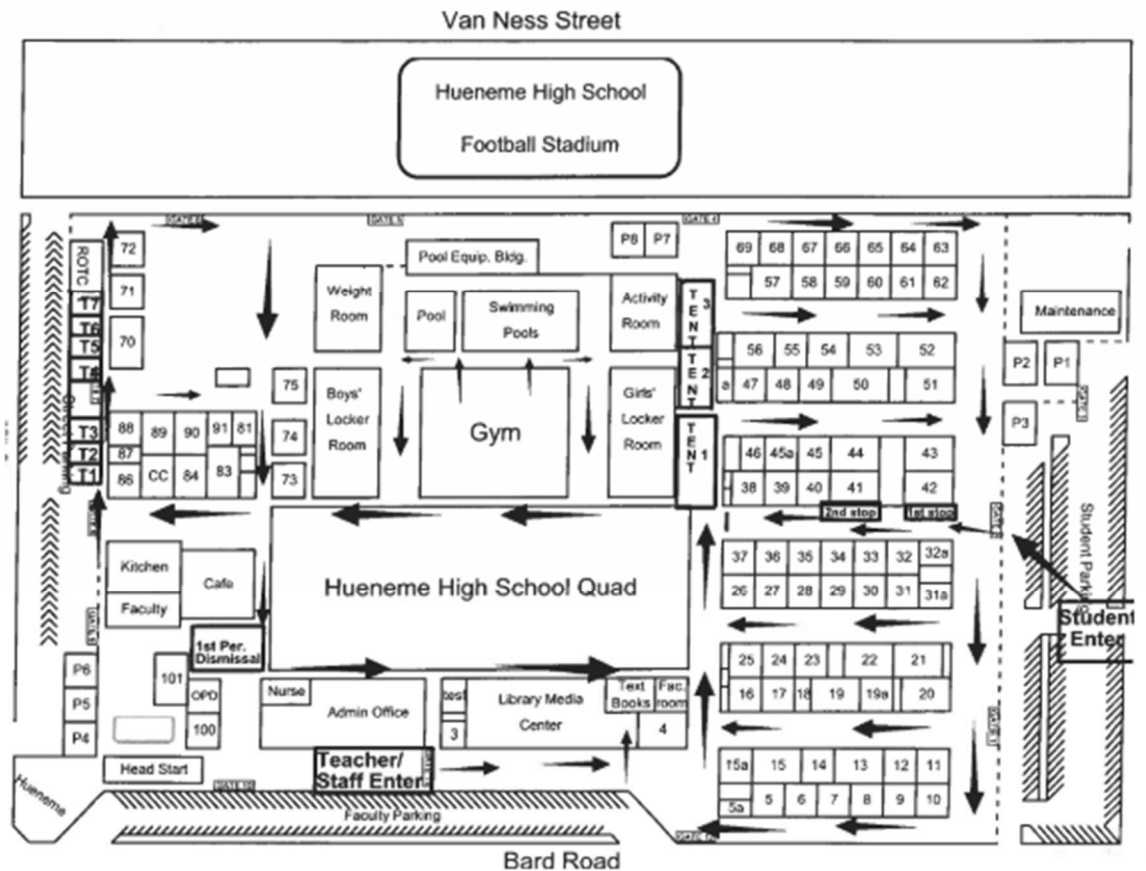 Van Ness Street
Hueneme High School
Football Stadium
GATE 5
GATE 4
72
71
70
ROTC
T7
T6
T5
T4
T3
T2
T1
Weight
Room
Pool Equip. Bldg.
Pool
Swimming
Pools
P8 P7
Activity
Room
TENT 3
TENT 2
TENT 1
69 68 67 66 65 64 63
57 58 59 60 61 62
Maintenance
P2 P1
P3
56 55 54 53 52
a 47 48 49 50 51
75
74
73
Boys'
Locker
Room
Gym
Girls'
Locker
Room
88 89 90 91 81
87
86 CC 84 83
46 45a 45 44 43
38 39 40 41 42
2nd stop
1st stop
Student Parking
Student
Enter
Kitchen
Faculty
Cafe
Hueneme High School Quad
37 36 35 34 33 32 32a
26 27 28 29 30 31 31a
1st Per.
Dismissal
25 24 23 22 21
16 17 18 19 19a 20
P6
P5
P4
101
OPD
100
Nurse
Admin Office
test
3
Library Media
Center
Text
Books
Fac.
room
4
Head Start
Teacher/
Staff Enter
GATE 10
15a 15 14 13 12 11
5a 5 6 7 8 9 10
Hueneme
Faculty Parking
Bard Road